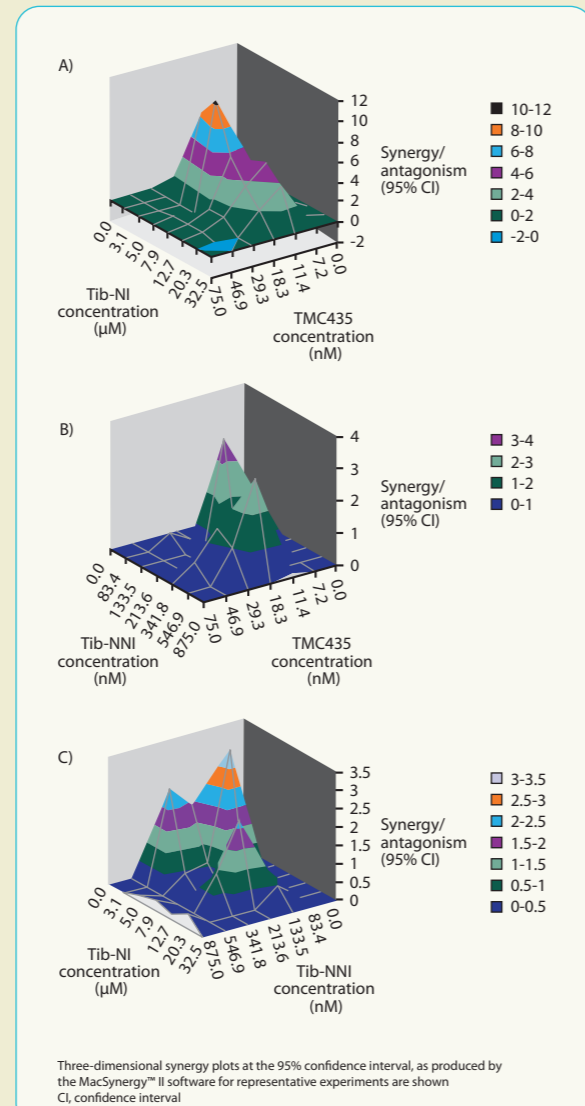 A)
12
10
8
6
4
2
0
-2
Synergy/
antagonism
(95% CI)
10-12
8-10
6-8
4-6
2-4
0-2
-2-0
0.0
3.1
5.0
7.9
12.7
20.3
32.5
Tib-NI
concentration
(µM)
75.0
46.9
29.3
18.3
11.4
7.2
0.0
TMC435
concentration
(nM)
B)
4
3
2
1
0
Synergy/
antagonism
(95% CI)
3-4
2-3
1-2
0-1
0.0
83.4
133.5
213.6
341.8
546.9
875.0
Tib-NNI
concentration
(nM)
75.0
46.9
29.3
18.3
11.4
7.2
0.0
TMC435
concentration
(nM)
C)
3.5
3
2.5
2
1.5
1
0.5
0
Synergy/
antagonism
(95% CI)
3-3.5
2.5-3
2-2.5
1.5-2
1-1.5
0.5-1
0-0.5
0.0
3.1
5.0
7.9
12.7
20.3
32.5
Tib-NI
concentration
(µM)
875.0
546.9
341.8
213.6
133.5
83.4
0.0
Tib-NNI
concentration
(nM)
Three-dimensional synergy plots at the 95% confidence interval, as produced by
the MacSynergy™ II software for representative experiments are shown
CI, confidence interval